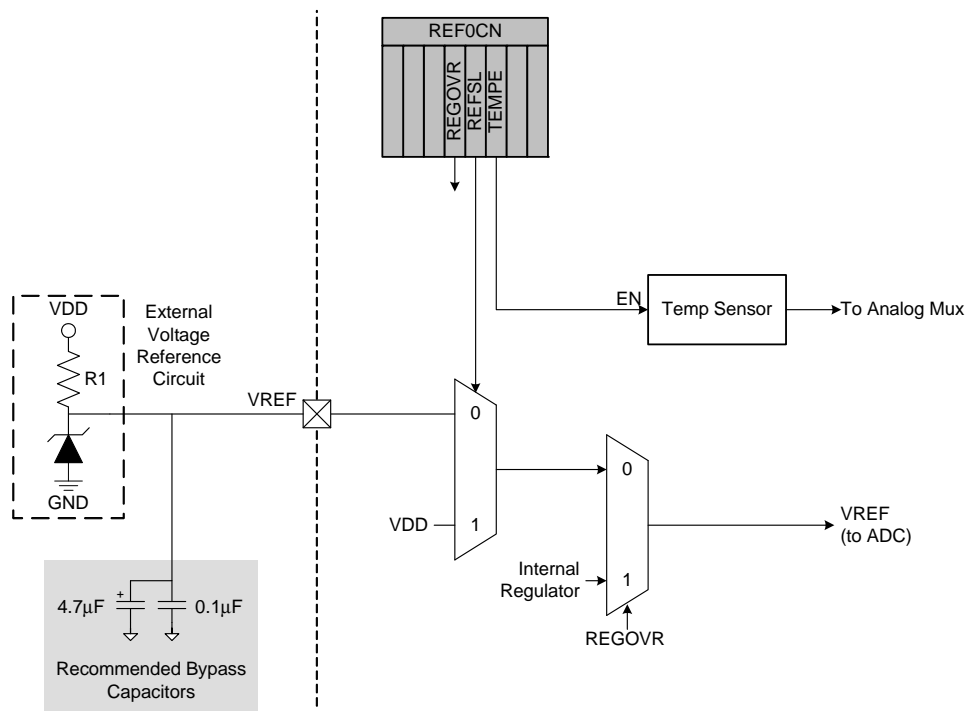 REF0CN
REGOVR
REFSL
TEMPE
EN
Temp Sensor
To Analog Mux
VDD
R1
GND
External
Voltage
Reference
Circuit
VREF
0
1
VDD
0
1
Internal
Regulator
REGOVR
VREF
(to ADC)
4.7μF
+
0.1μF
Recommended Bypass
Capacitors